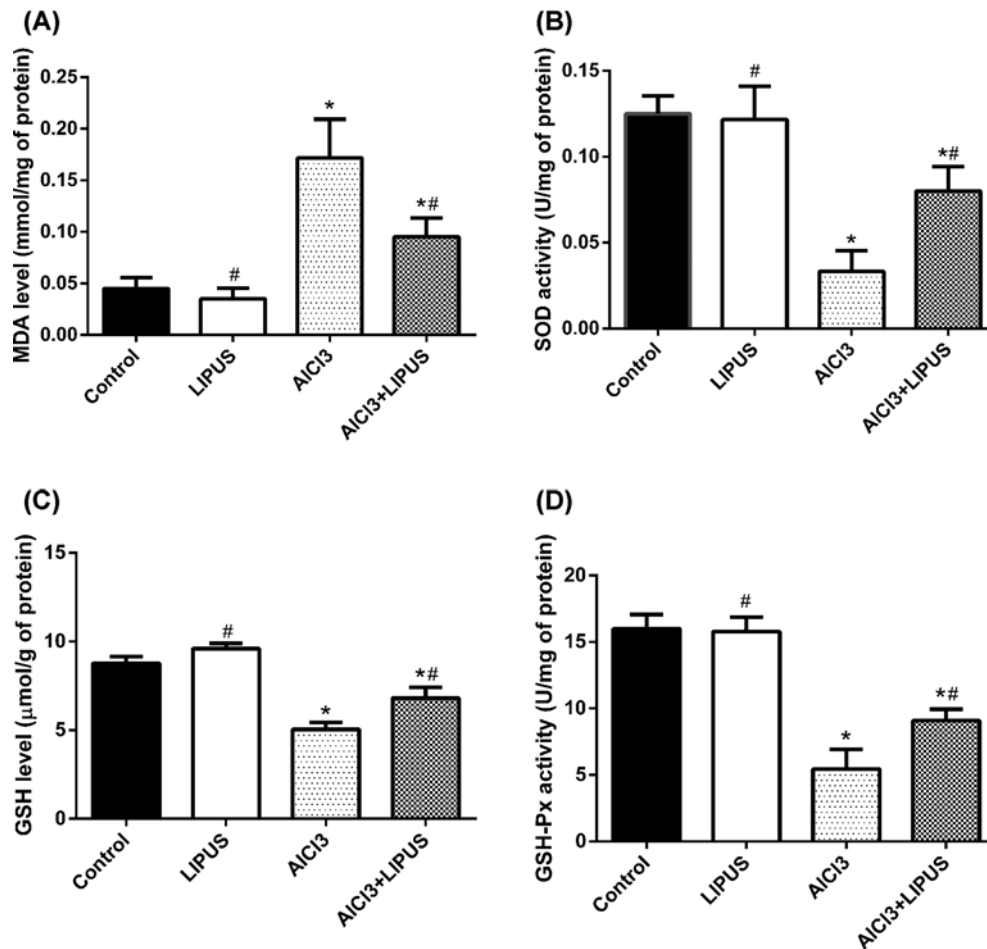 (A)
MDA level (mmol/mg of protein)
0.25
0.20
0.15
0.10
0.05
0.00
#
*
*#
Control
LIPUS
AlCl3
AlCl3+LIPUS
(B)
SOD activity (U/mg of protein)
0.15
0.10
0.05
0.00
#
*
*#
Control
LIPUS
AlCl3
AlCl3+LIPUS
(C)
GSH level (μmol/g of protein)
15
10
5
0
#
*
*#
Control
LIPUS
AlCl3
AlCl3+LIPUS
(D)
GSH-Px activity (U/mg of protein)
20
15
10
5
0
#
*
*#
Control
LIPUS
AlCl3
AlCl3+LIPUS